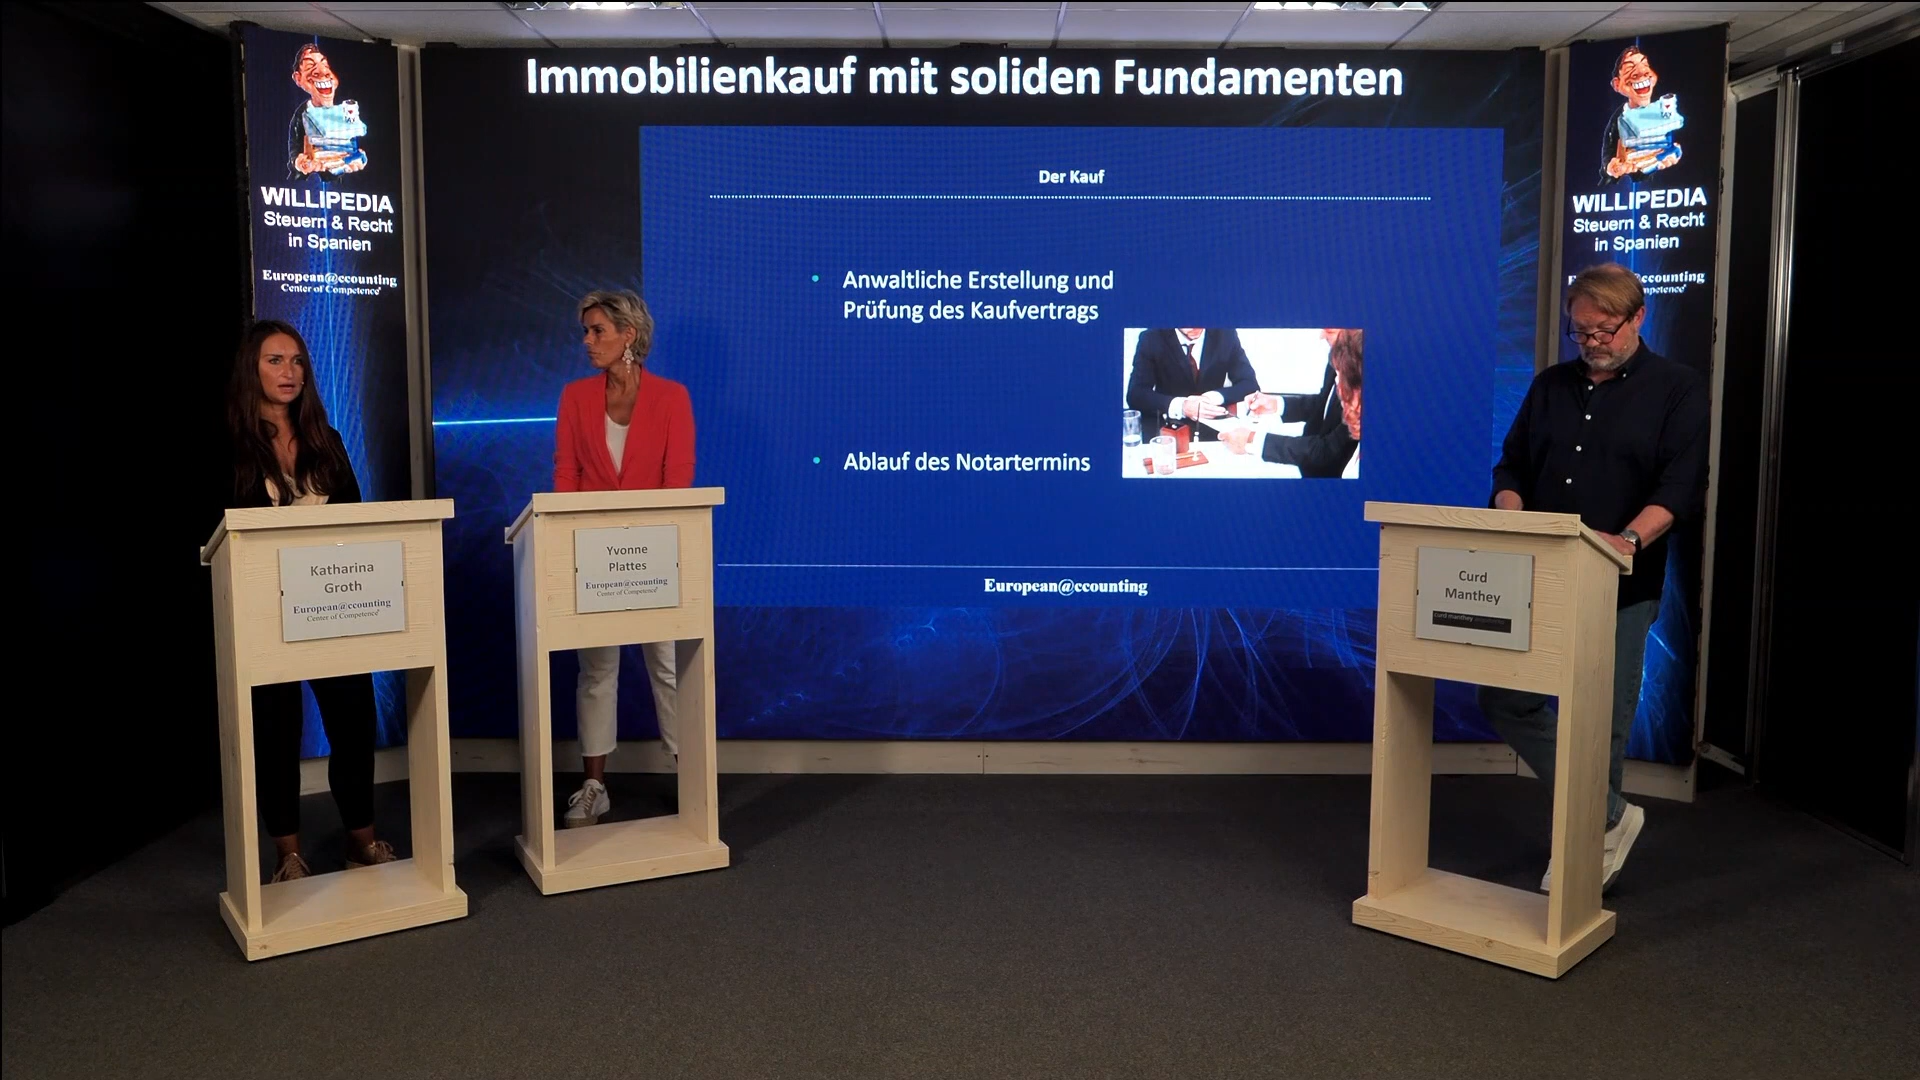 Immobilienkauf mit soliden Fundamenten
WILLIPEDIA
Steuern & Recht
in Spanien
European@ccounting
Center of Competence
Der Kauf
• Anwaltliche Erstellung und
Prüfung des Kaufvertrags
• Ablauf des Notartermins
European@ccounting
WILLIPEDIA
Steuern & Recht
in Spanien
Katharina
Groth
European@ccounting
Center of Competence
Yvonne
Plattes
European@ccounting
Center of Competence
Curd
Manthey
curd manthey